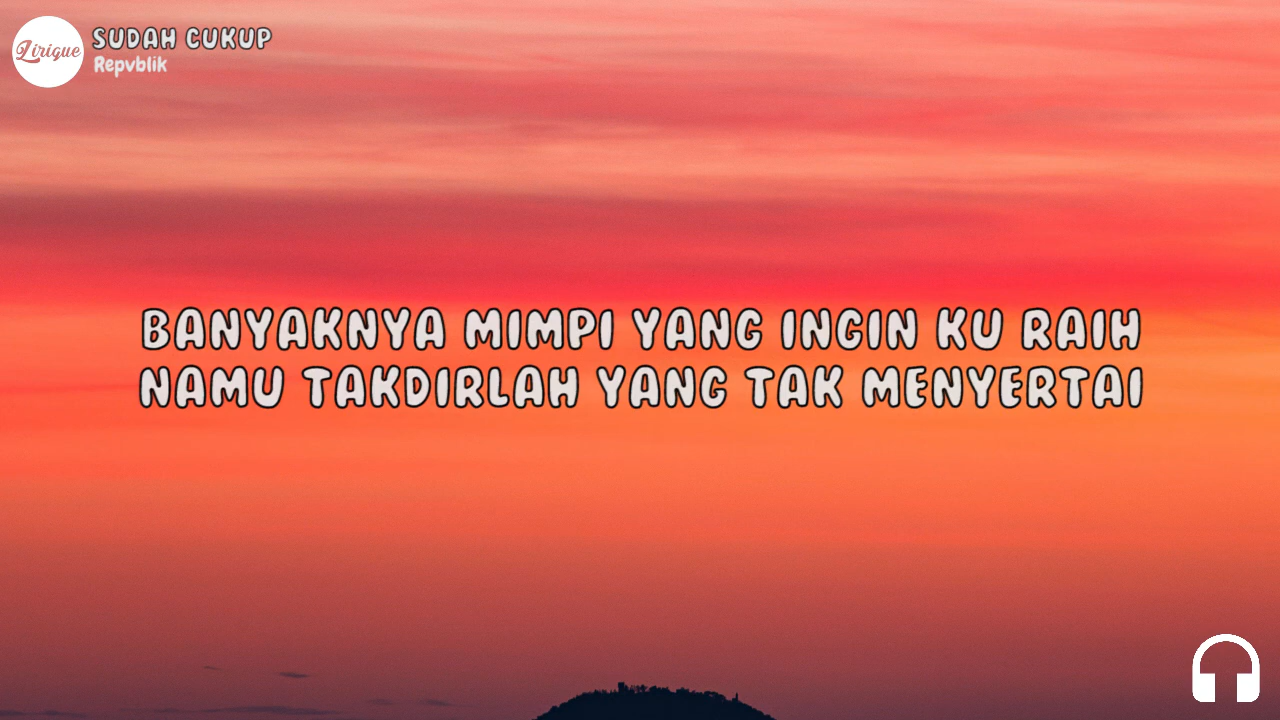 Lirique
SUDAH CUKUP
Repvblik
BANYAKNYA MIMPI YANG INGIN KU RAIH
NAMU TAKDIRLAH YANG TAK MENYERTAI